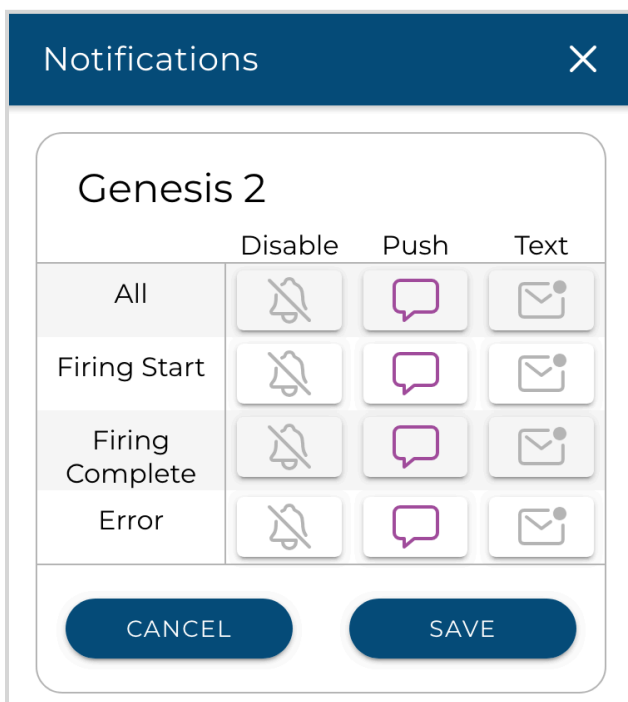 Notifications
Genesis 2
Disable Push Text
All
Firing Start
Firing
Complete
Error
CANCEL SAVE